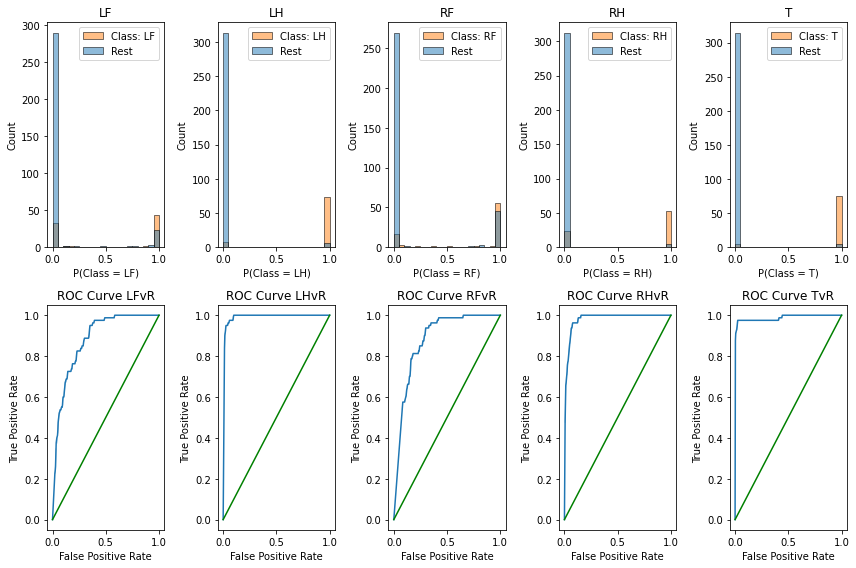 LF
Class: LF
Rest
Count
300
250
200
150
100
50
0
0.0 0.5 1.0
P(Class = LF)
LH
Class: LH
Rest
Count
300
250
200
150
100
50
0
0.0 0.5 1.0
P(Class = LH)
RF
Class: RF
Rest
Count
250
200
150
100
50
0
0.0 0.5 1.0
P(Class = RF)
RH
Class: RH
Rest
Count
300
250
200
150
100
50
0
0.0 0.5 1.0
P(Class = RH)
T
Class: T
Rest
Count
300
250
200
150
100
50
0
0.0 0.5 1.0
P(Class = T)
ROC Curve LFvR
True Positive Rate
1.0
0.8
0.6
0.4
0.2
0.0
0.0 0.5 1.0
False Positive Rate
ROC Curve LHvR
True Positive Rate
1.0
0.8
0.6
0.4
0.2
0.0
0.0 0.5 1.0
False Positive Rate
ROC Curve RFvR
True Positive Rate
1.0
0.8
0.6
0.4
0.2
0.0
0.0 0.5 1.0
False Positive Rate
ROC Curve RHvR
True Positive Rate
1.0
0.8
0.6
0.4
0.2
0.0
0.0 0.5 1.0
False Positive Rate
ROC Curve TvR
True Positive Rate
1.0
0.8
0.6
0.4
0.2
0.0
0.0 0.5 1.0
False Positive Rate